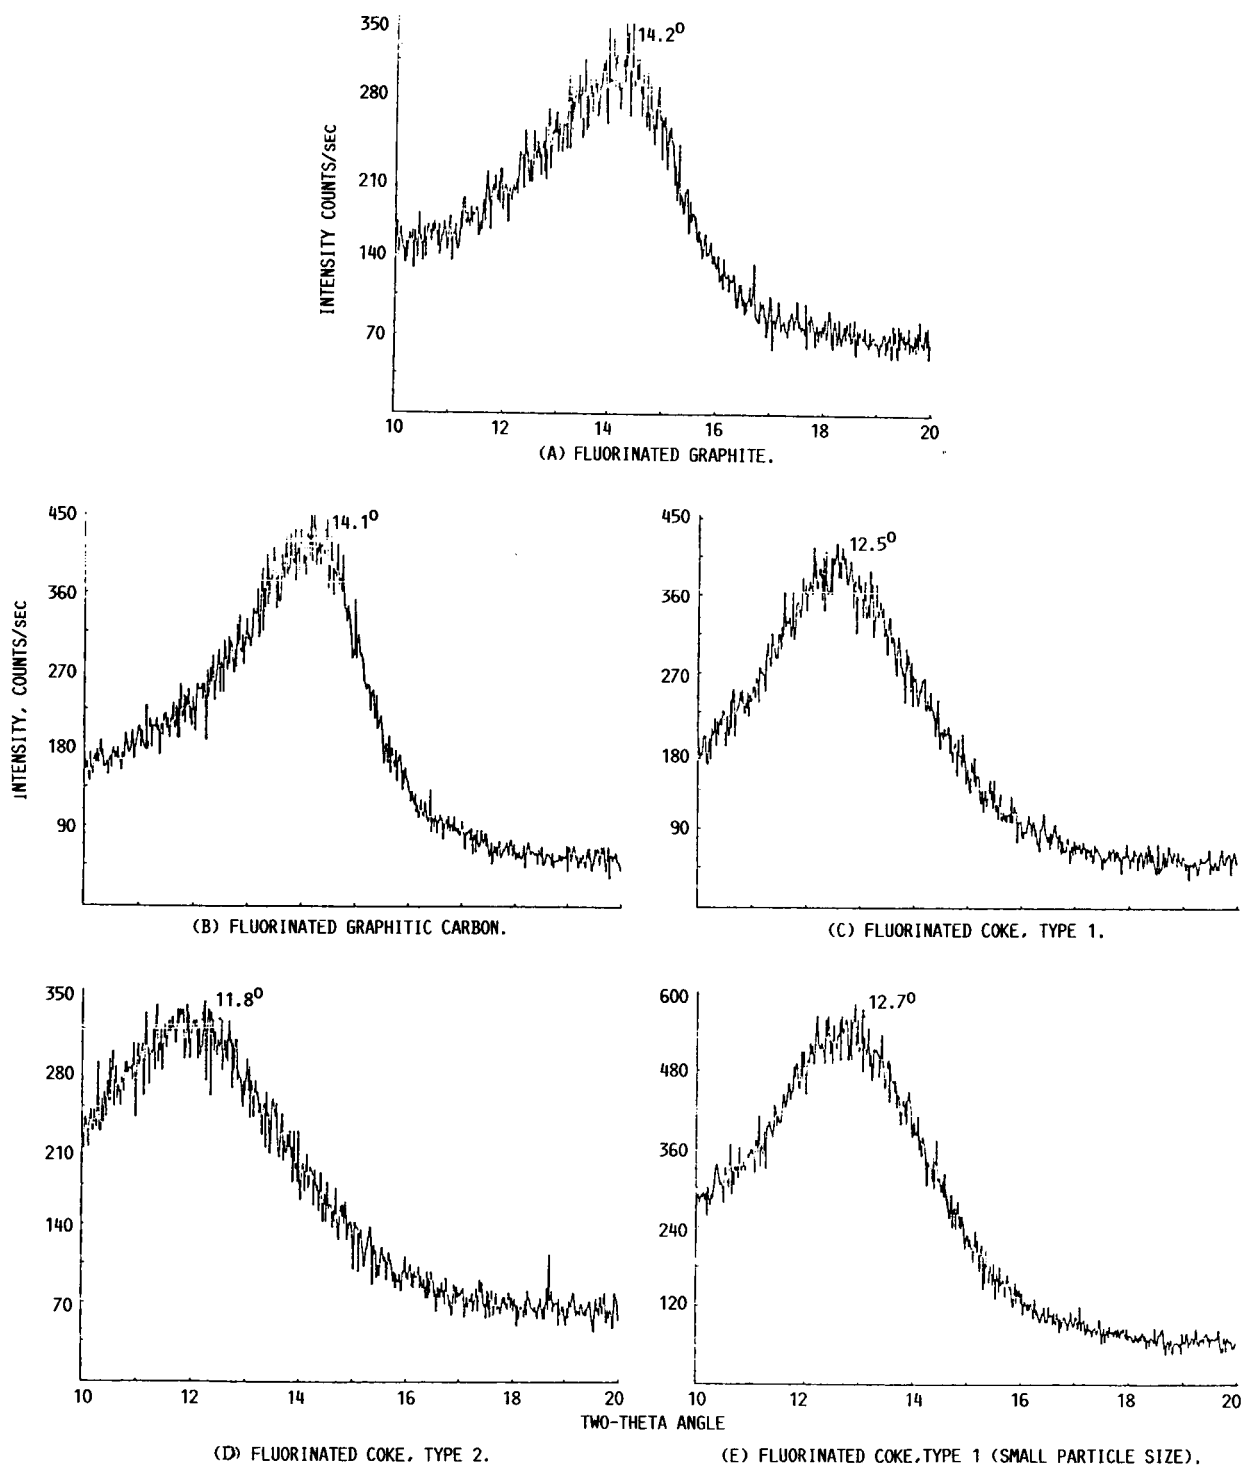 350
14.2°
280
210
140
70
INTENSITY COUNTS/SEC
10 12 14 16 18 20
(A) FLUORINATED GRAPHITE.
450
14.1°
360
270
180
90
INTENSITY, COUNTS/SEC
(B) FLUORINATED GRAPHITIC CARBON.
450
12.5°
360
270
180
90
(C) FLUORINATED COKE, TYPE 1.
350
11.8°
280
210
140
70
10 12 14 16 18 20
(D) FLUORINATED COKE, TYPE 2.
600
12.7°
480
360
240
120
10 12 14 16 18 20
TWO-THETA ANGLE
(E) FLUORINATED COKE,TYPE 1 (SMALL PARTICLE SIZE).